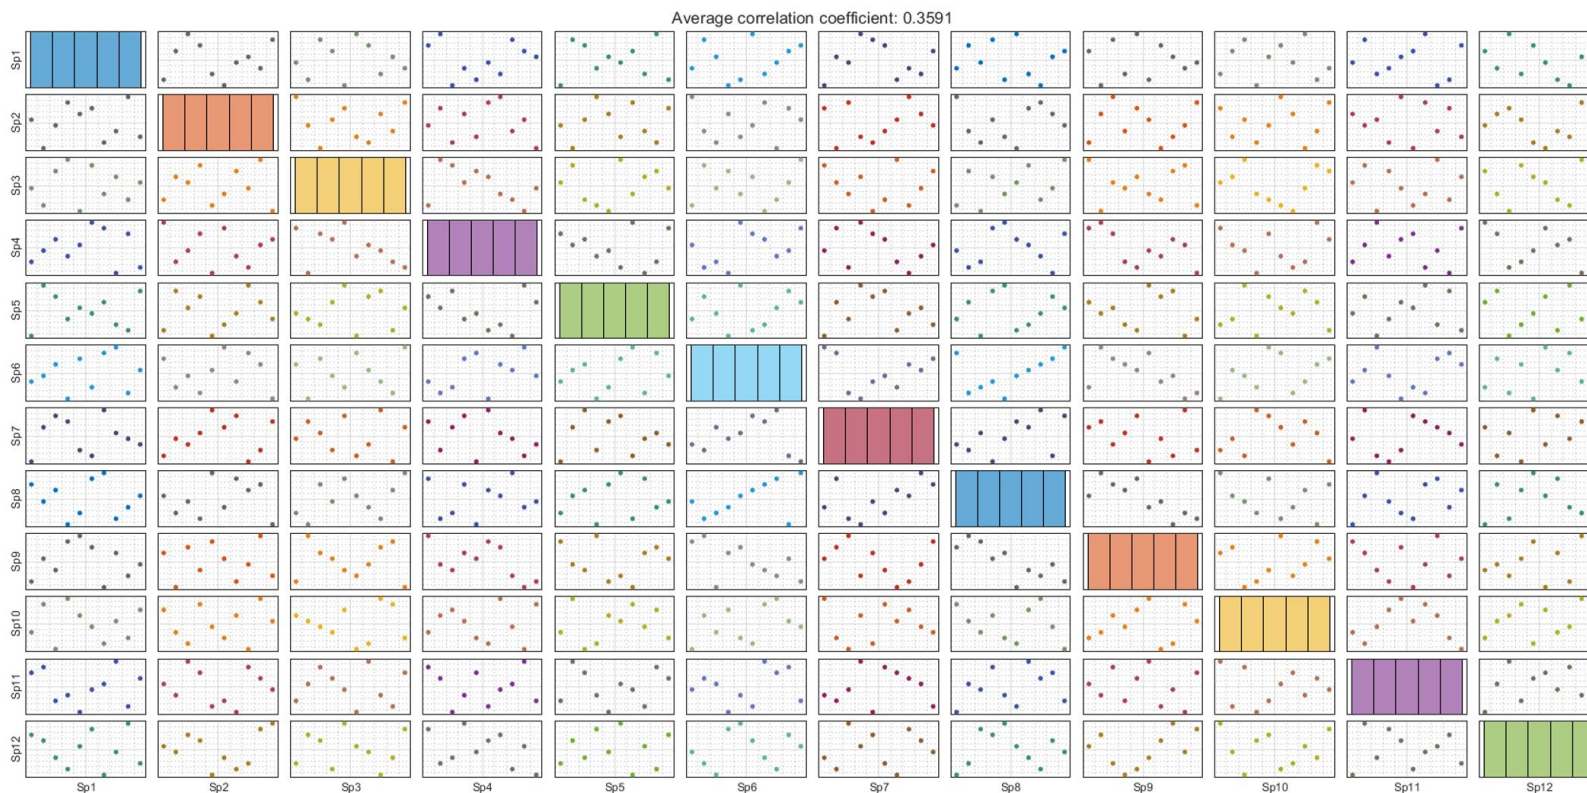 Average correlation coefficient: 0.3591
Sp1
Sp2
Sp3
Sp4
Sp5
Sp6
Sp7
Sp8
Sp9
Sp10
Sp11
Sp12
Sp1 Sp2 Sp3 Sp4 Sp5 Sp6 Sp7 Sp8 Sp9 Sp10 Sp11 Sp12